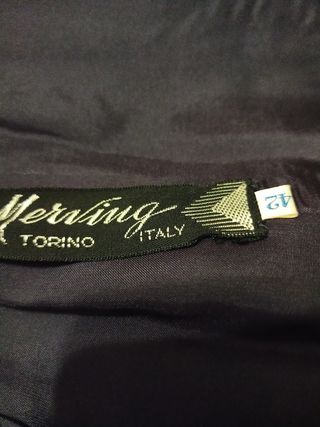 Merving
TORINO
ITALY
42